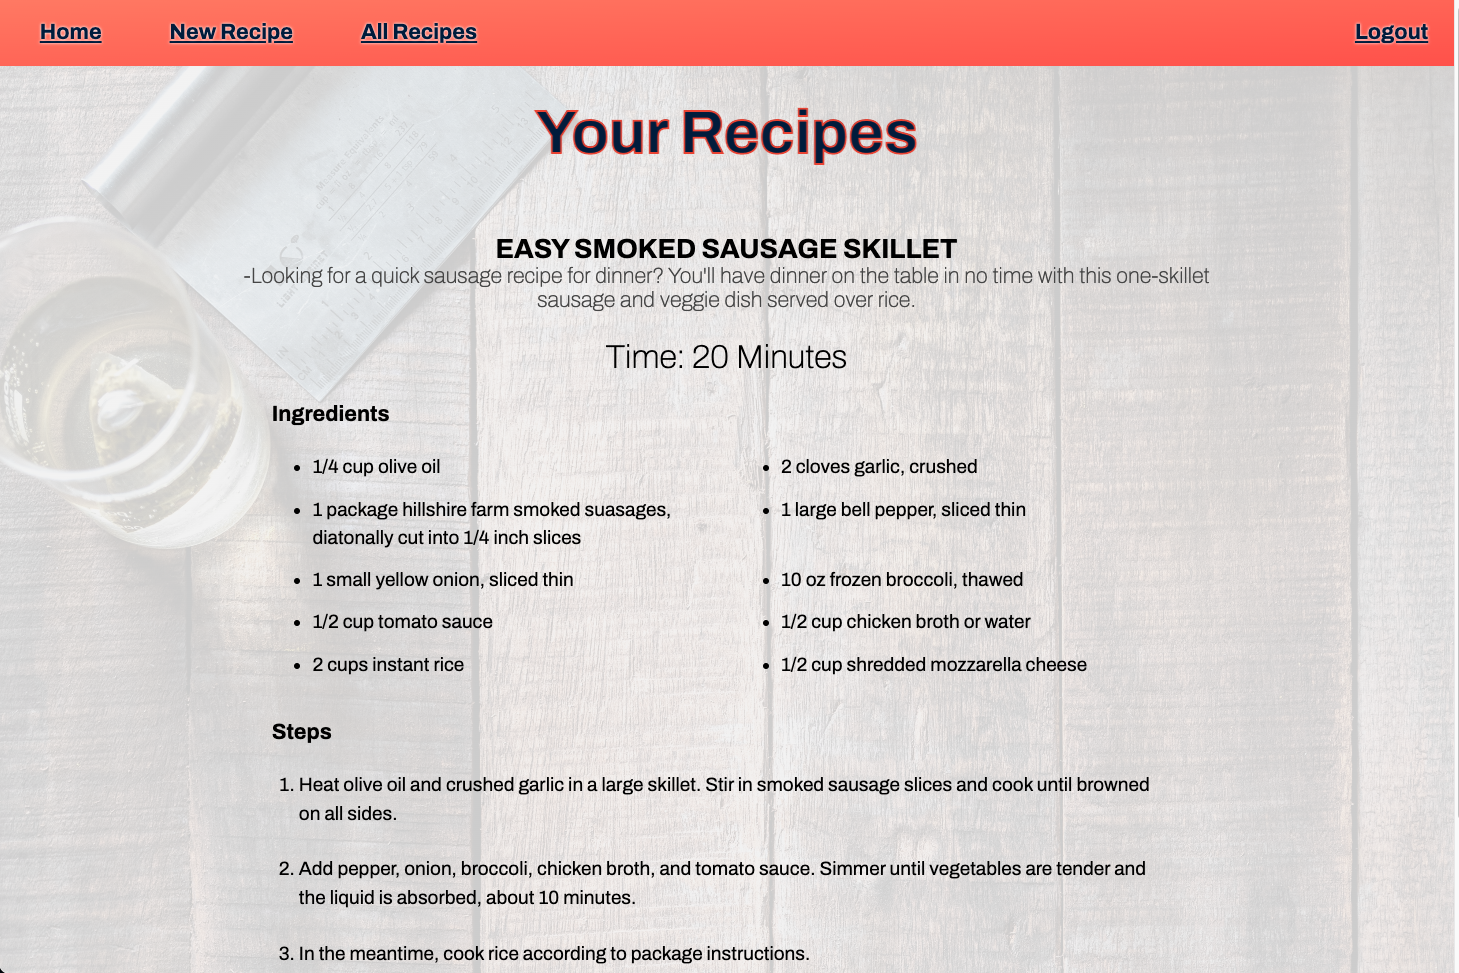 Home New Recipe All Recipes Logout
Your Recipes
EASY SMOKED SAUSAGE SKILLET
-Looking for a quick sausage recipe for dinner? You'll have dinner on the table in no time with this one-skillet
sausage and veggie dish served over rice.
Time: 20 Minutes
Ingredients
• 1/4 cup olive oil
• 2 cloves garlic, crushed
• 1 package hillshire farm smoked suasages,
diatonally cut into 1/4 inch slices
• 1 large bell pepper, sliced thin
• 1 small yellow onion, sliced thin
• 10 oz frozen broccoli, thawed
• 1/2 cup tomato sauce
• 1/2 cup chicken broth or water
• 2 cups instant rice
• 1/2 cup shredded mozzarella cheese
Steps
1. Heat olive oil and crushed garlic in a large skillet. Stir in smoked sausage slices and cook until browned
on all sides.
2. Add pepper, onion, broccoli, chicken broth, and tomato sauce. Simmer until vegetables are tender and
the liquid is absorbed, about 10 minutes.
3. In the meantime, cook rice according to package instructions.